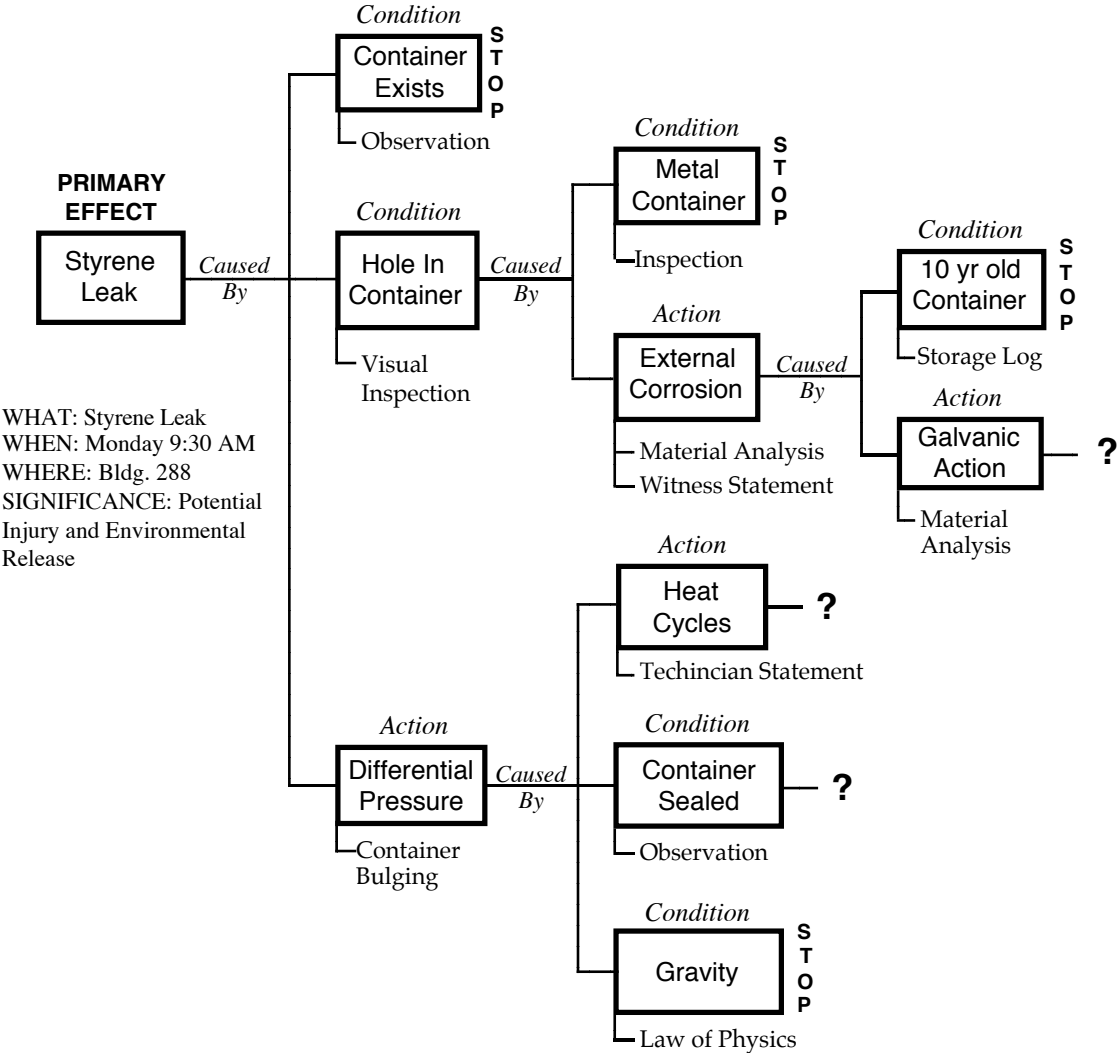 Condition
Container
Exists
STOP
Observation
PRIMARY
EFFECT
Styrene
Leak
Caused
By
Condition
Hole In
Container
Visual
Inspection
Caused
By
Condition
Metal
Container
STOP
Inspection
Action
External
Corrosion
Material Analysis
Witness Statement
Caused
By
Condition
10 yr old
Container
STOP
Storage Log
Action
Galvanic
Action
?
Material
Analysis
WHAT: Styrene Leak
WHEN: Monday 9:30 AM
WHERE: Bldg. 288
SIGNIFICANCE: Potential
Injury and Environmental
Release
Action
Differential
Pressure
Container
Bulging
Caused
By
Action
Heat
Cycles
?
Techincian Statement
Condition
Container
Sealed
?
Observation
Condition
Gravity
STOP
Law of Physics